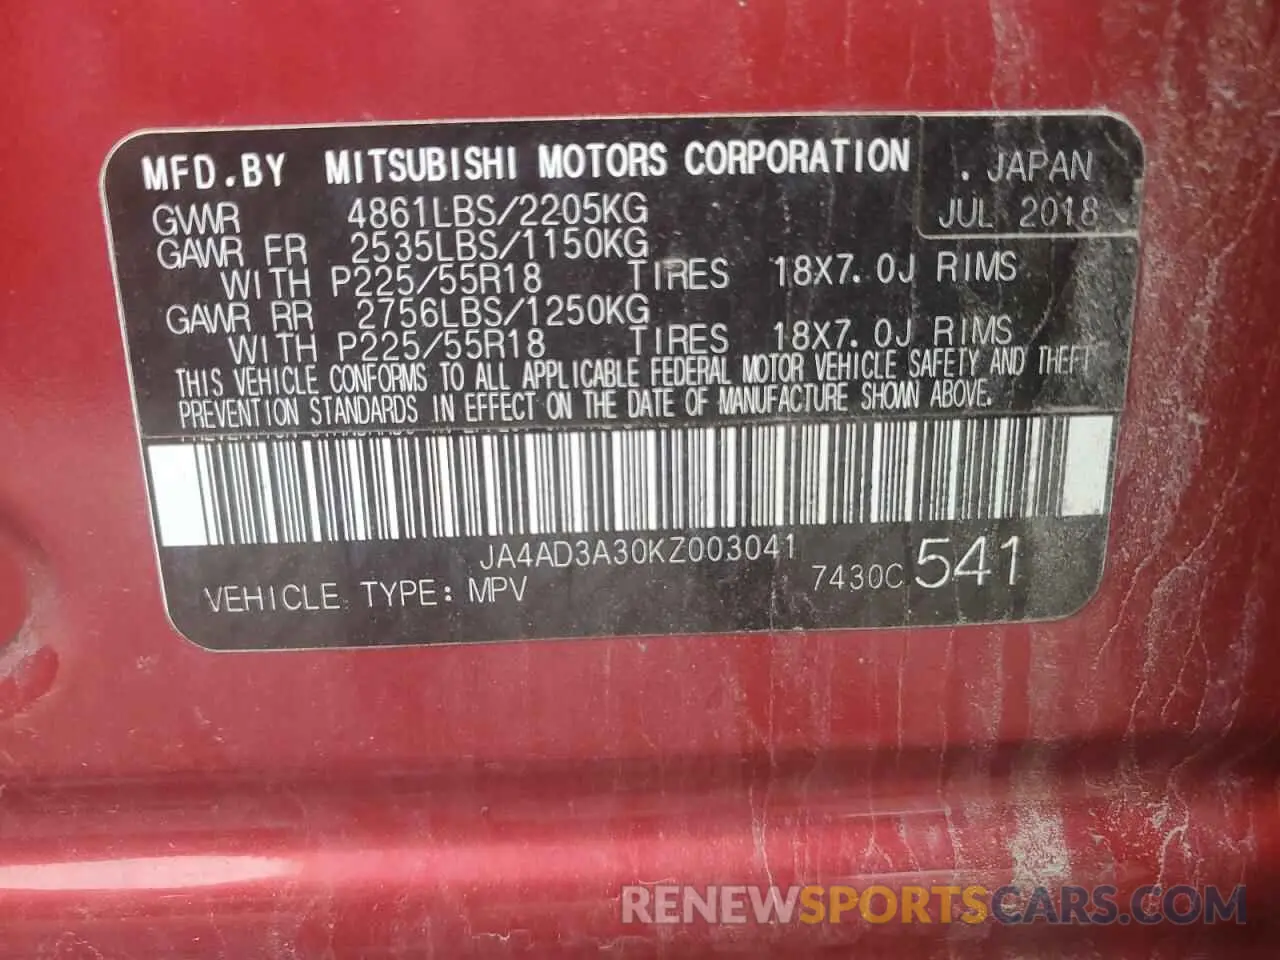 MFD.BY MITSUBISHI MOTORS CORPORATION . JAPAN
GVWR 4861LBS/2205KG JUL 2018
GAWR FR 2535LBS/1150KG
WITH P225/55R18 TIRES 18X7.0J RIMS
GAWR RR 2756LBS/1250KG
WITH P225/55R18 TIRES 18X7.0J RIMS
THIS VEHICLE CONFORMS TO ALL APPLICABLE FEDERAL MOTOR VEHICLE SAFETY AND THEFT
PREVENTION STANDARDS IN EFFECT ON THE DATE OF MANUFACTURE SHOWN ABOVE.
JA4AD3A30KZ003041
VEHICLE TYPE: MPV 7430C 541
RENEWSPORTSCARS.COM